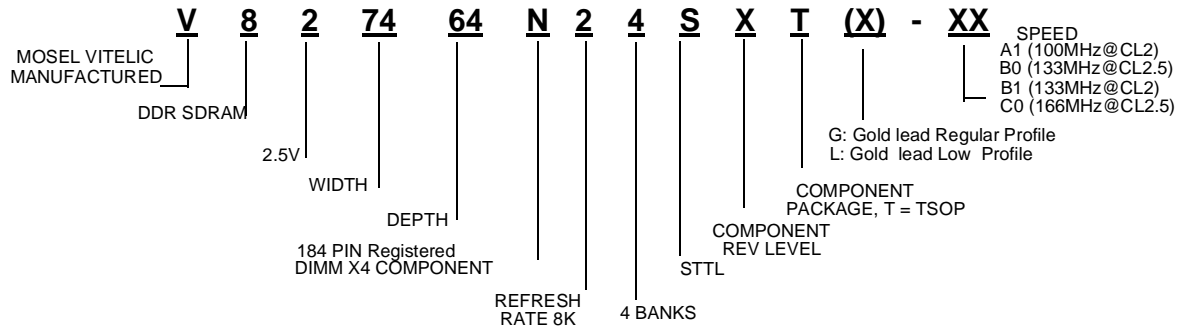 V 8 2 74 64 N 2 4 S X T (X) - XX
SPEED
A1 (100MHz@CL2)
B0 (133MHz@CL2.5)
B1 (133MHz@CL2)
C0 (166MHz@CL2.5)
MOSEL VITELIC
MANUFACTURED
DDR SDRAM
G: Gold lead Regular Profile
L: Gold lead Low Profile
2.5V
WIDTH
COMPONENT
PACKAGE, T = TSOP
DEPTH
COMPONENT
REV LEVEL
184 PIN Registered
DIMM X4 COMPONENT
STTL
REFRESH
RATE 8K
4 BANKS